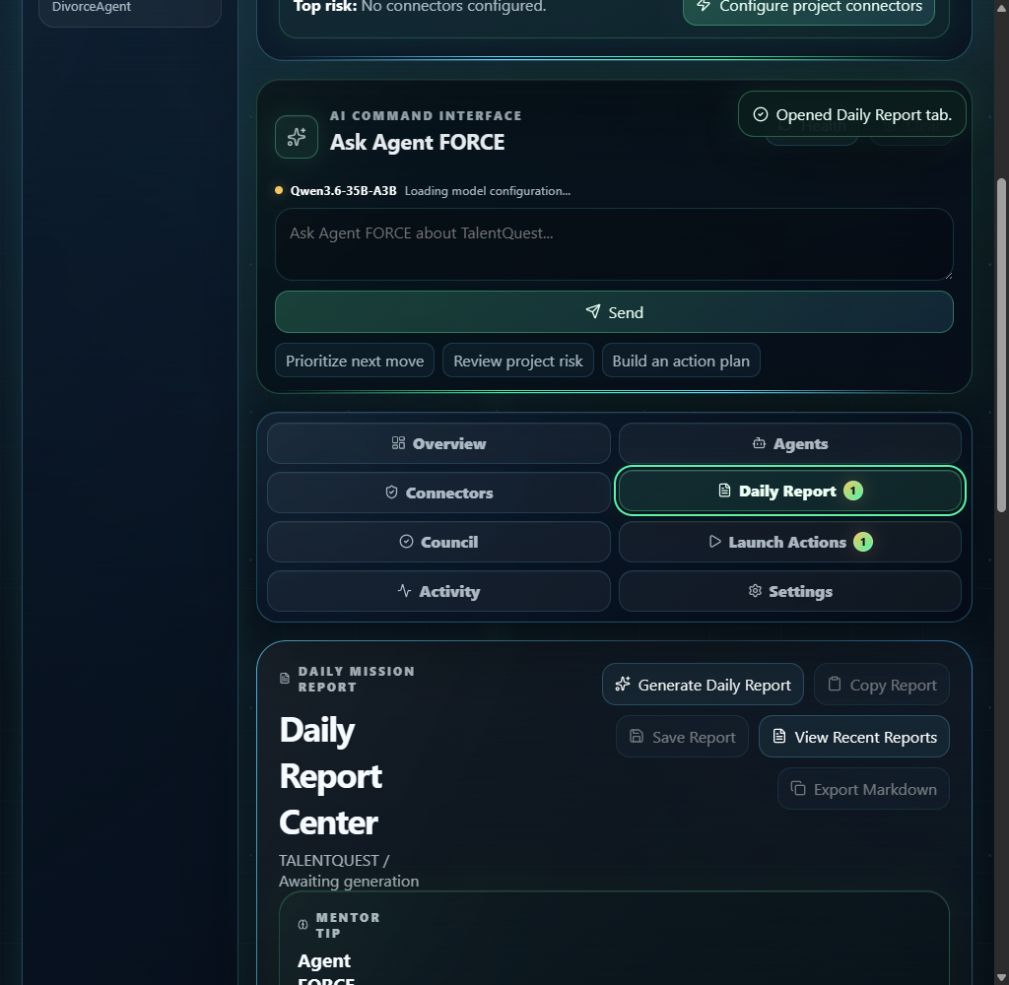 DivorceAgent
Top risk: No connectors configured.
Configure project connectors
AI COMMAND INTERFACE
Ask Agent FORCE
Opened Daily Report tab.
Health
Qwen3.6-35B-A3B Loading model configuration...
Ask Agent FORCE about TalentQuest...
Send
Prioritize next move
Review project risk
Build an action plan
Overview
Agents
Connectors
Daily Report 1
Council
Launch Actions 1
Activity
Settings
DAILY MISSION
REPORT
Generate Daily Report
Copy Report
Daily
Report
Center
Save Report
View Recent Reports
Export Markdown
TALENTQUEST /
Awaiting generation
MENTOR
TIP
Agent
FORCE